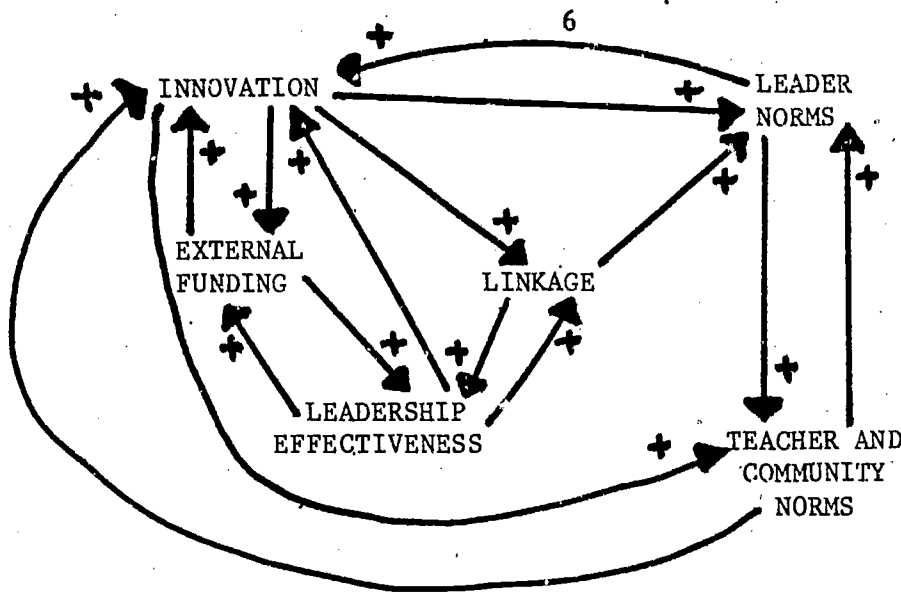 6
+
INNOVATION
LEADER
NORMS
+
+
+
+
+
+
+
+
EXTERNAL
FUNDING
LINKAGE
+
+
+
+
+
LEADERSHIP
EFFECTIVENESS
+
TEACHER AND
COMMUNITY
NORMS